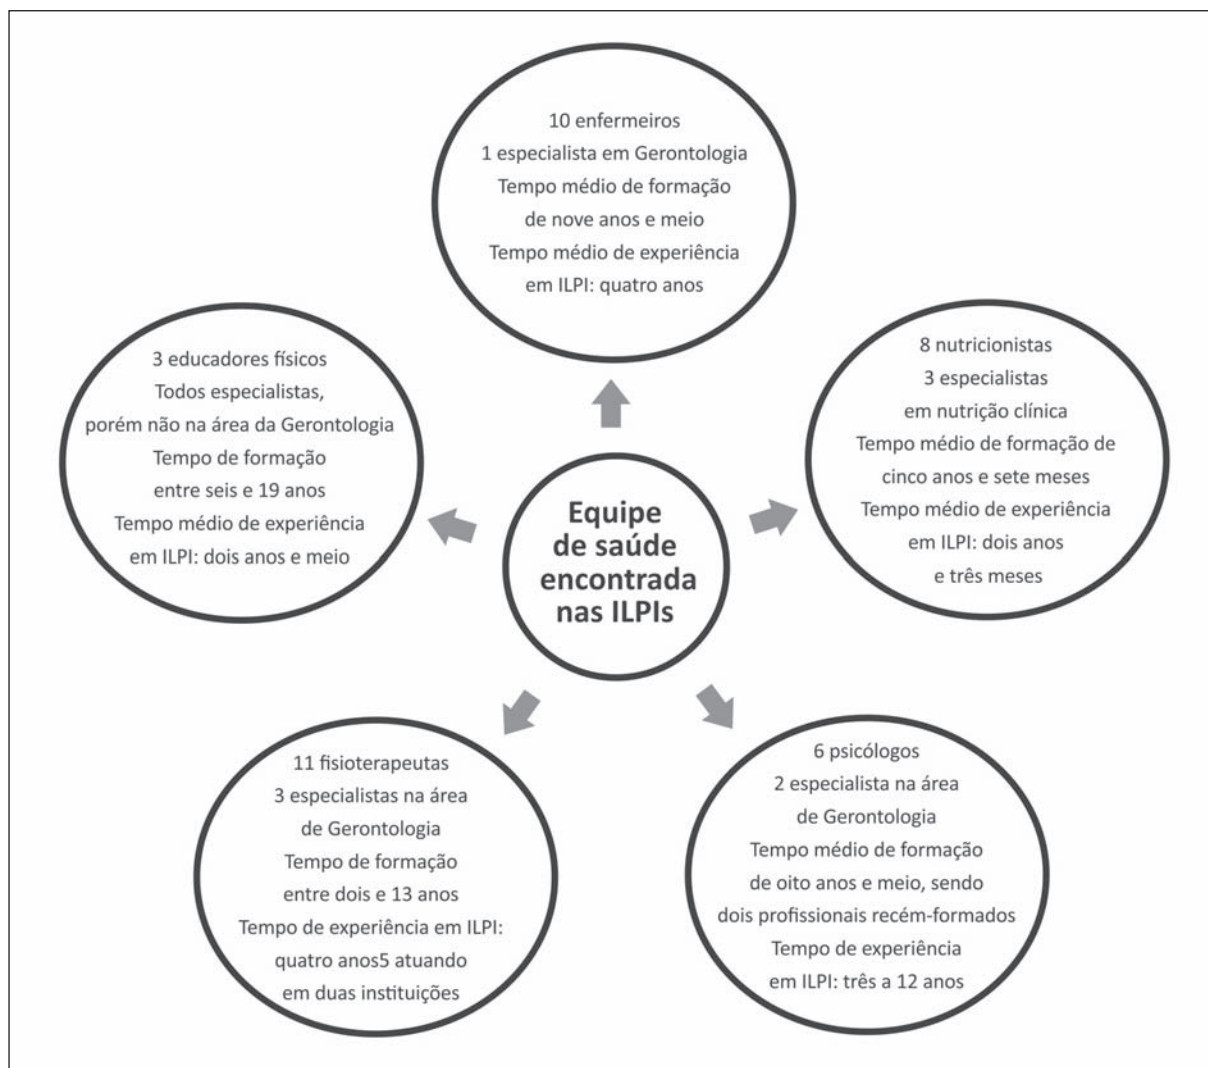 10 enfermeiros
1 especialista em Gerontologia
Tempo médio de formação
de nove anos e meio
Tempo médio de experiência
em ILPI: quatro anos
8 nutricionistas
3 especialistas
em nutrição clínica
Tempo médio de formação de
cinco anos e sete meses
Tempo médio de experiência
em ILPI: dois anos
e três meses
3 educadores físicos
Todos especialistas,
porém não na área da Gerontologia
Tempo de formação
entre seis e 19 anos
Tempo médio de experiência
em ILPI: dois anos e meio
Equipe
de saúde
encontrada
nas ILPIs
11 fisioterapeutas
3 especialistas na área
de Gerontologia
Tempo de formação
entre dois e 13 anos
Tempo de experiência em ILPI:
quatro anos5 atuando
em duas instituições
6 psicólogos
2 especialista na área
de Gerontologia
Tempo médio de formação
de oito anos e meio, sendo
dois profissionais recém-formados
Tempo de experiência
em ILPI: três a 12 anos